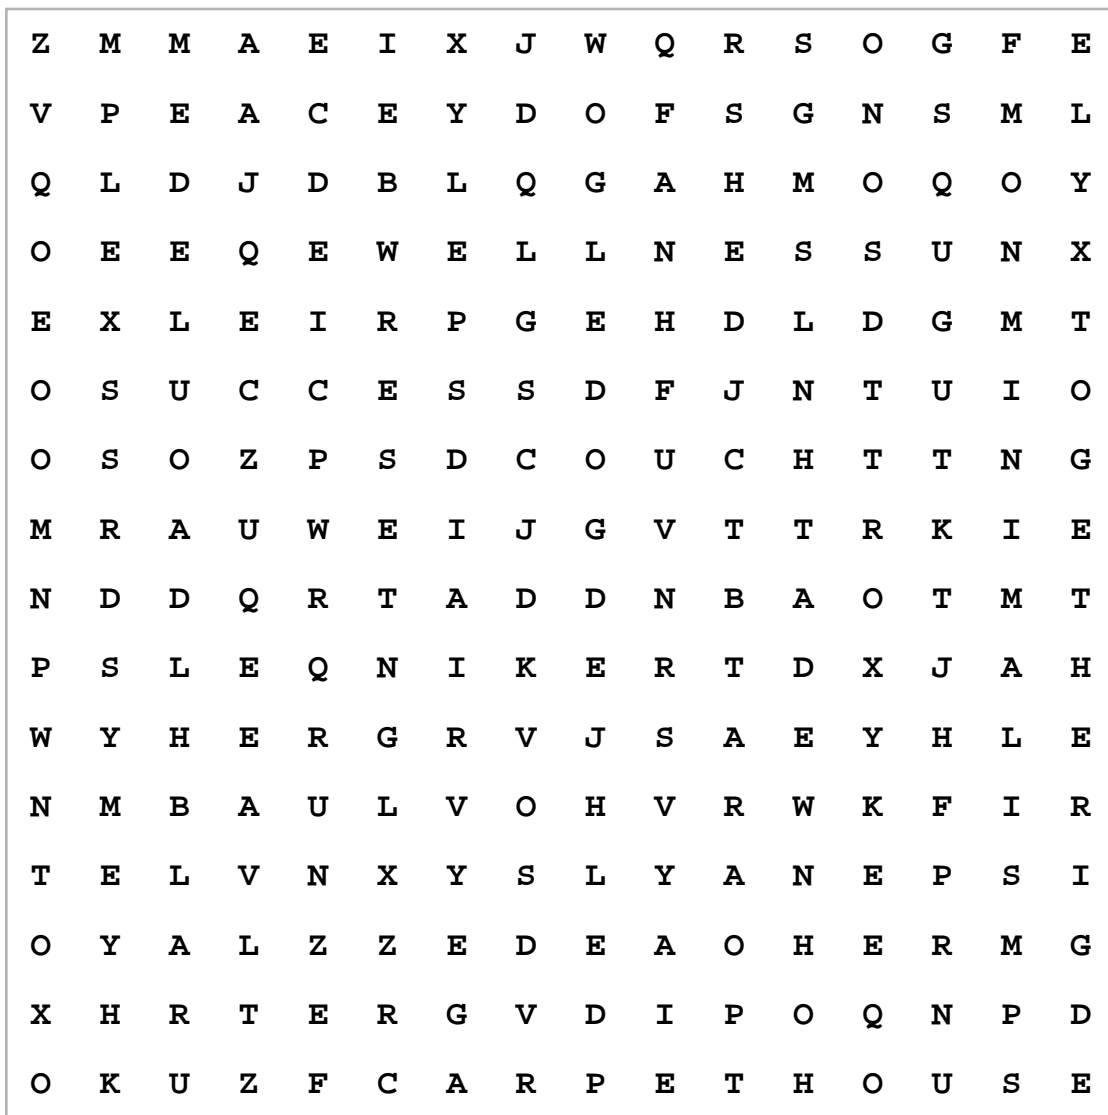 Z M M A E I X J W Q R S O G F E
V P E A C E Y D O F S G N S M L
Q L D J D B L Q G A H M O Q O Y
O E E Q E W E L L N E S S U N X
E X L E I R P G E H D L D G M T
O S U C C E S S D F J N T U I O
O S O Z P S D C O U C H T T N G
M R A U W E I J G V T T R K I E
N D D Q R T A D D N B A O T M T
P S L E Q N I K E R T D X J A H
W Y H E R G R V J S A E Y H L E
N M B A U L V O H V R W K F I R
T E L V N X Y S L Y A N E P S I
O Y A L Z Z E D E A O H E R M G
X H R T E R G V D I P O Q N P D
O K U Z F C A R P E T H O U S E